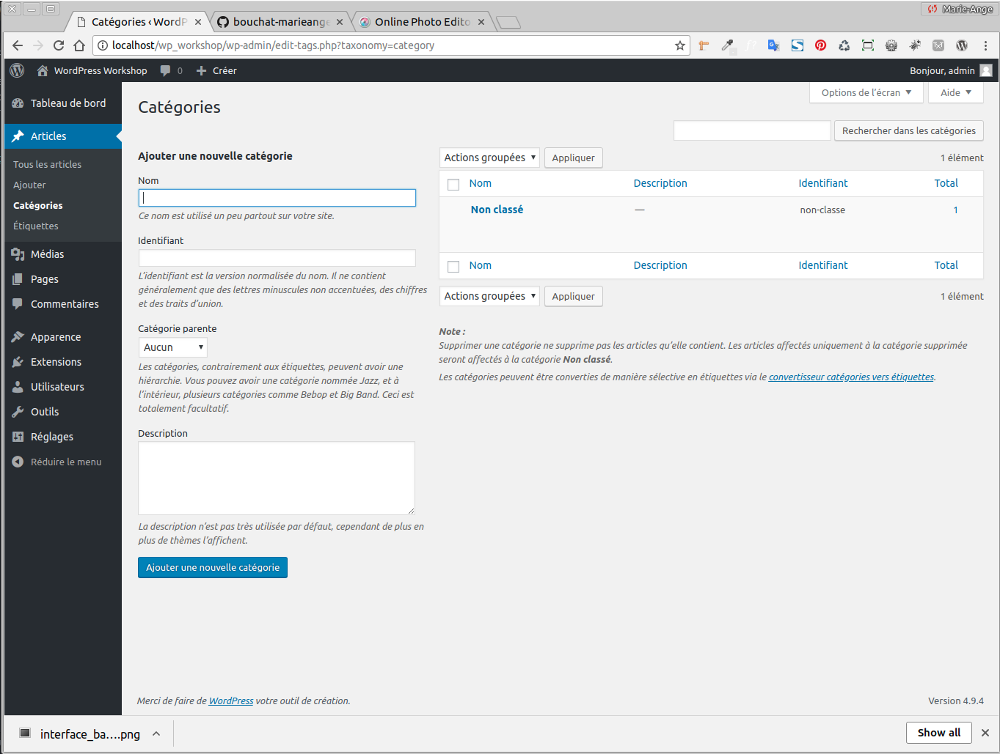 Marie-Ange
Catégories ‹ WordP
bouchat-marieange
Online Photo Edito
localhost/wp_workshop/wp-admin/edit-tags.php?taxonomy=category
WordPress Workshop
0
Créer
Bonjour, admin
Tableau de bord
Articles
Tous les articles
Ajouter
Catégories
Étiquettes
Médias
Pages
Commentaires
Apparence
Extensions
Utilisateurs
Outils
Réglages
Réduire le menu
Options de l’écran
Aide
Catégories
Rechercher dans les catégories
Ajouter une nouvelle catégorie
Nom
Ce nom est utilisé un peu partout sur votre site.
Identifiant
L’identifiant est la version normalisée du nom. Il ne contient
généralement que des lettres minuscules non accentuées, des chiffres
et des traits d’union.
Catégorie parente
Aucun
Les catégories, contrairement aux étiquettes, peuvent avoir une
hiérarchie. Vous pouvez avoir une catégorie nommée Jazz, et à
l’intérieur, plusieurs catégories comme Bebop et Big Band. Ceci est
totalement facultatif.
Description
La description n’est pas très utilisée par défaut, cependant de plus en
plus de thèmes l’affichent.
Ajouter une nouvelle catégorie
Actions groupées
Appliquer
1 élément
Nom Description Identifiant Total
Non classé — non-classe 1
Nom Description Identifiant Total
Actions groupées
Appliquer
1 élément
Note :
Supprimer une catégorie ne supprime pas les articles qu’elle contient. Les articles affectés uniquement à la catégorie supprimée
seront affectés à la catégorie Non classé.
Les catégories peuvent être converties de manière sélective en étiquettes via le convertisseur catégories vers étiquettes.
Merci de faire de WordPress votre outil de création.
Version 4.9.4
interface_ba....png
Show all